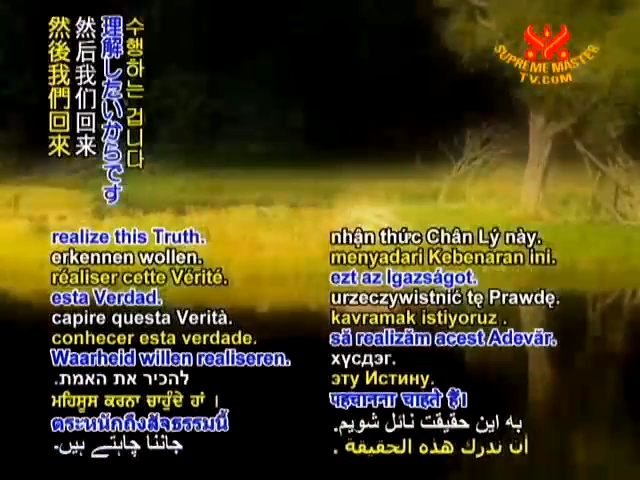 수행하는 겁니다
理解したいからです
然后我们回来
然後我們回來
SUPREME MASTER
TV.COM
realize this Truth.
erkennen wollen.
réaliser cette Vérité.
esta Verdad.
capire questa Verità.
conhecer esta verdade.
Waarheid willen realiseren.
להכיר את האמת.
ਮਹਿਸੂਸ ਕਰਨਾ ਚਾਹੁੰਦੇ ਹਾਂ ।
ตระหนักถึงสัจธรรมนี้
جاننا چاہتے ہیں.
nhận thức Chân Lý này.
menyadari Kebenaran ini.
ezt az Igazságot.
urzeczywistnić tę Prawdę.
kavramak istiyoruz .
să realizăm acest Adevăr.
хүсдэг.
эту Истину.
पहचानना चाहते हैं।
به این حقیقت نائل شویم.
أن ندرك هذه الحقيقة .